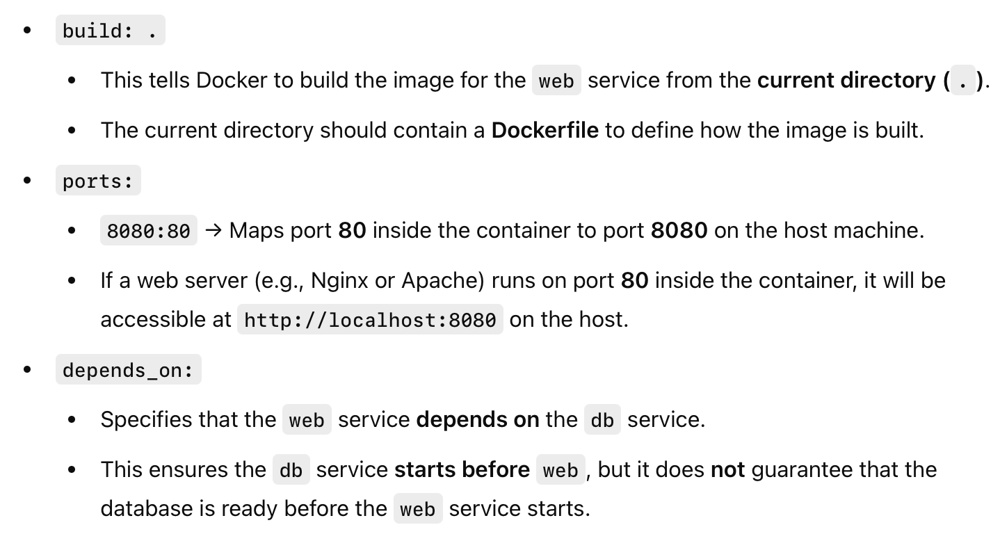 • build: .
• This tells Docker to build the image for the web service from the current directory ( . ).
• The current directory should contain a Dockerfile to define how the image is built.
• ports:
• 8080:80 → Maps port 80 inside the container to port 8080 on the host machine.
• If a web server (e.g., Nginx or Apache) runs on port 80 inside the container, it will be
accessible at http://localhost:8080 on the host.
• depends_on:
• Specifies that the web service depends on the db service.
• This ensures the db service starts before web, but it does not guarantee that the
database is ready before the web service starts.